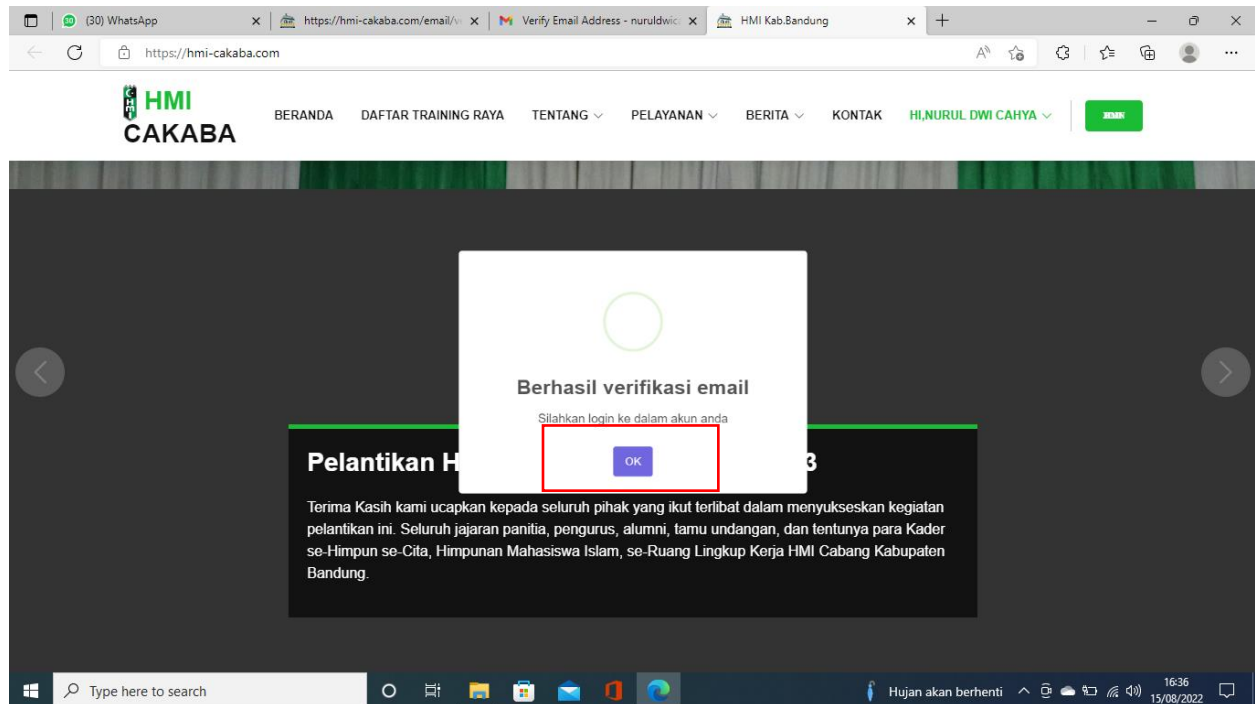 (30) WhatsApp
https://hmi-cakaba.com/email/v
Verify Email Address - nuruldwic
HMI Kab.Bandung
https://hmi-cakaba.com
HMI
CAKABA
BERANDA DAFTAR TRAINING RAYA TENTANG PELAYANAN BERITA KONTAK HI,NURUL DWI CAHYA
Berhasil verifikasi email
Silahkan login ke dalam akun anda
OK
Pelantikan H 3
Terima Kasih kami ucapkan kepada seluruh pihak yang ikut terlibat dalam menyukseskan kegiatan
pelantikan ini. Seluruh jajaran panitia, pengurus, alumni, tamu undangan, dan tentunya para Kader
se-Himpun se-Cita, Himpunan Mahasiswa Islam, se-Ruang Lingkup Kerja HMI Cabang Kabupaten
Bandung.
Type here to search
Hujan akan berhenti
16:36
15/08/2022